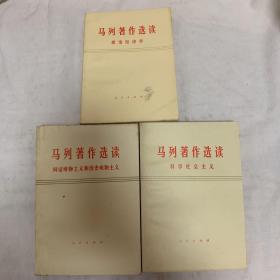 马列著作选读
政治经济学
人民出版社
马列著作选读
辩证唯物主义和历史唯物主义
人民出版社
马列著作选读
科学社会主义
人民出版社